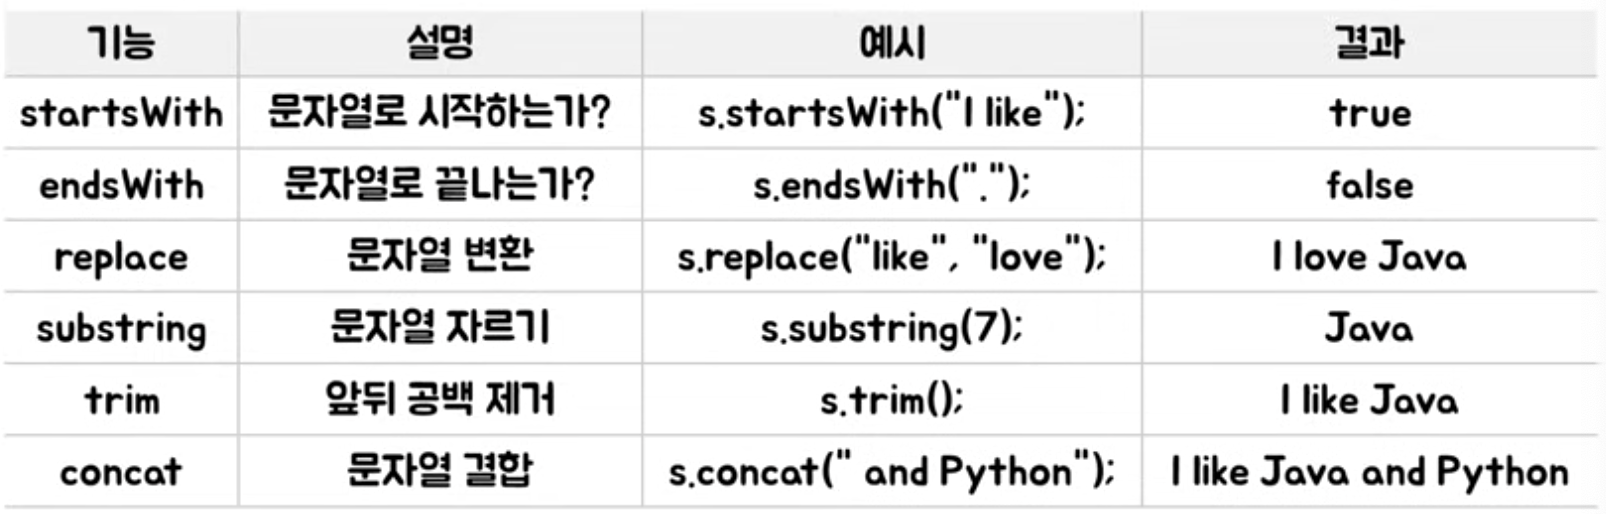 기능 설명 예시 결과
startsWith 문자열로 시작하는가? s.startsWith("I like"); true
endsWith 문자열로 끝나는가? s.endsWith("."); false
replace 문자열 변환 s.replace("like", "love"); I love Java
substring 문자열 자르기 s.substring(7); Java
trim 앞뒤 공백 제거 s.trim(); I like Java
concat 문자열 결합 s.concat(" and Python"); I like Java and Python